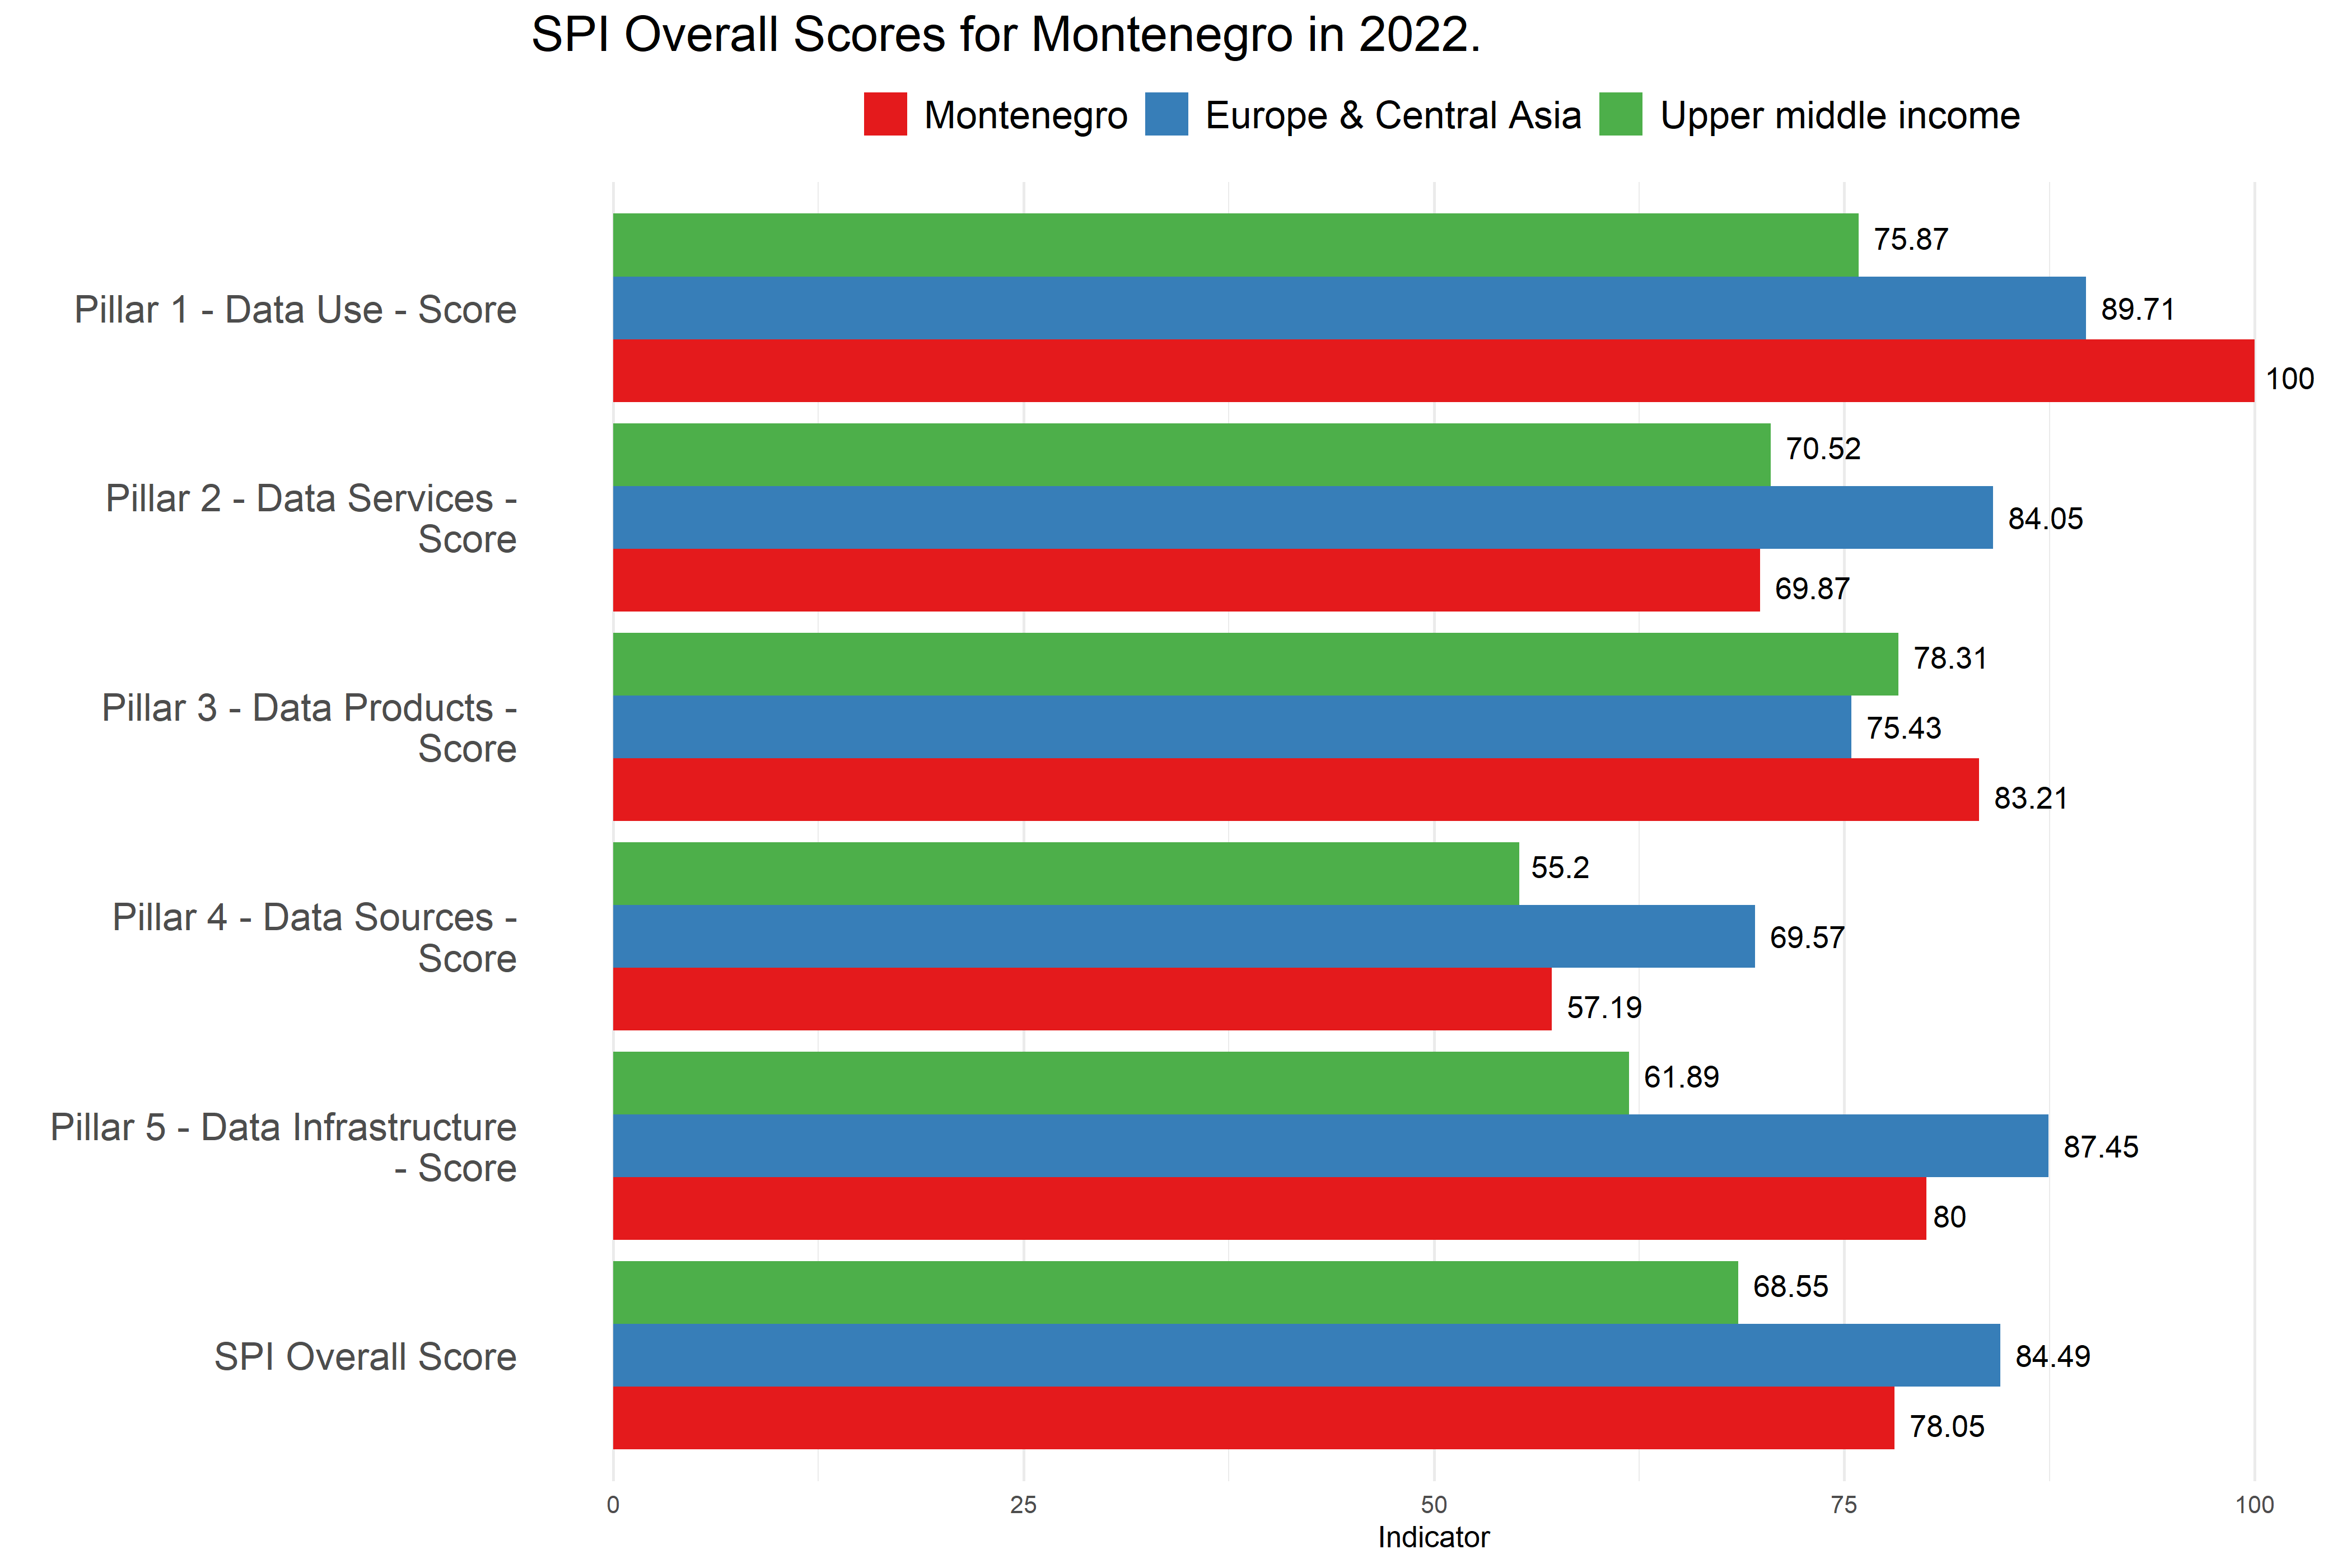 SPI Overall Scores for Montenegro in 2022.
Montenegro Europe & Central Asia Upper middle income
Pillar 1 - Data Use - Score
75.87
89.71
100
Pillar 2 - Data Services -
Score
70.52
84.05
69.87
Pillar 3 - Data Products -
Score
78.31
75.43
83.21
Pillar 4 - Data Sources -
Score
55.2
69.57
57.19
Pillar 5 - Data Infrastructure
- Score
61.89
87.45
80
SPI Overall Score
68.55
84.49
78.05
0 25 50 75 100
Indicator